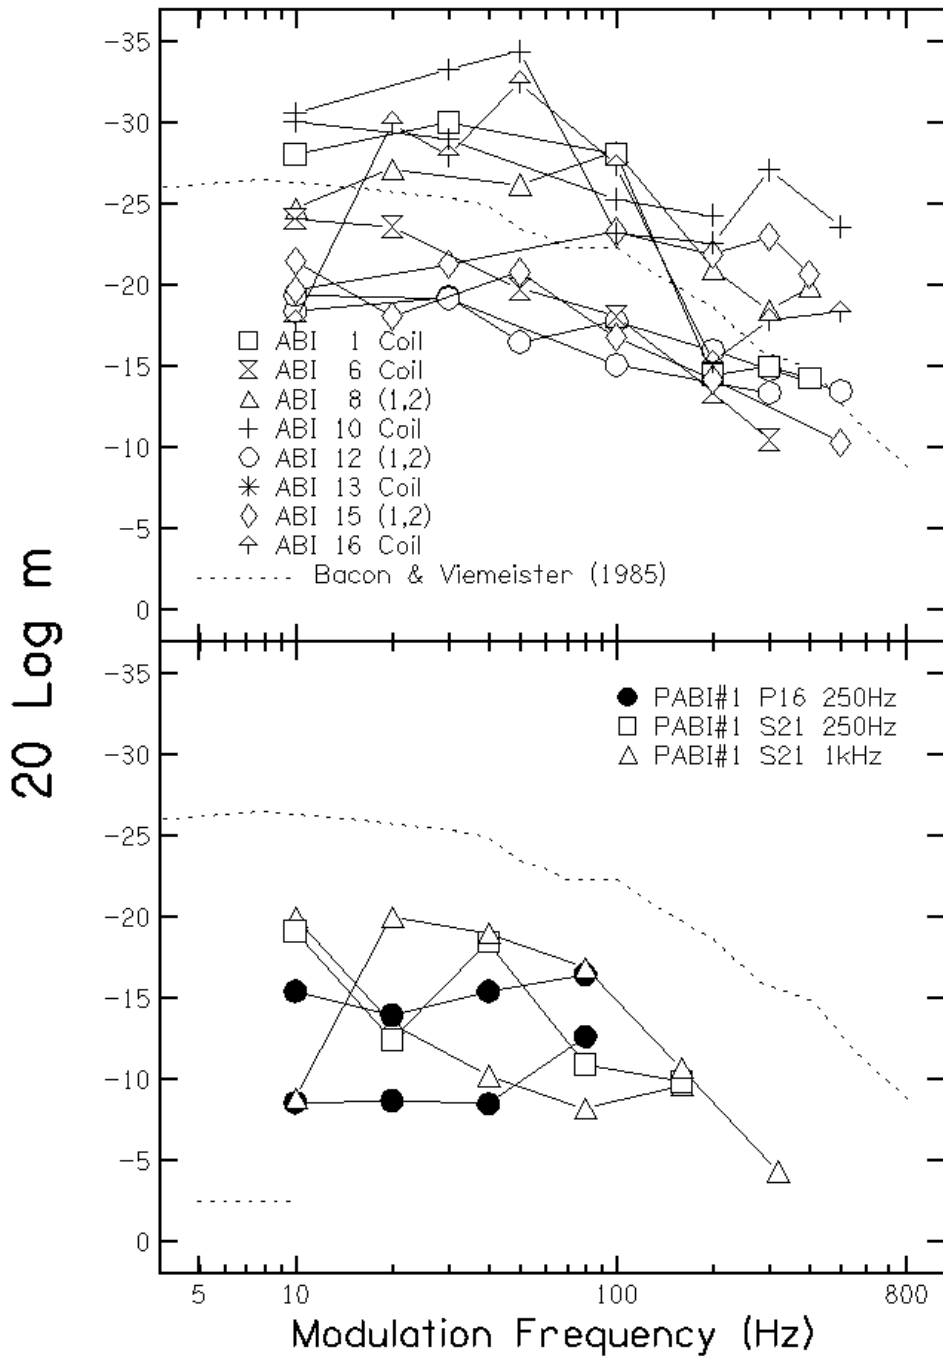 -35
-30
-25
-20
-15
-10
-5
0
ABI 1 Coil
ABI 6 Coil
ABI 8 (1,2)
ABI 10 Coil
ABI 12 (1,2)
ABI 13 Coil
ABI 15 (1,2)
ABI 16 Coil
Bacon & Viemeister (1985)
20 Log m
-35
-30
-25
-20
-15
-10
-5
0
PABI#1 P16 250Hz
PABI#1 S21 250Hz
PABI#1 S21 1kHz
5 10 100 800
Modulation Frequency (Hz)